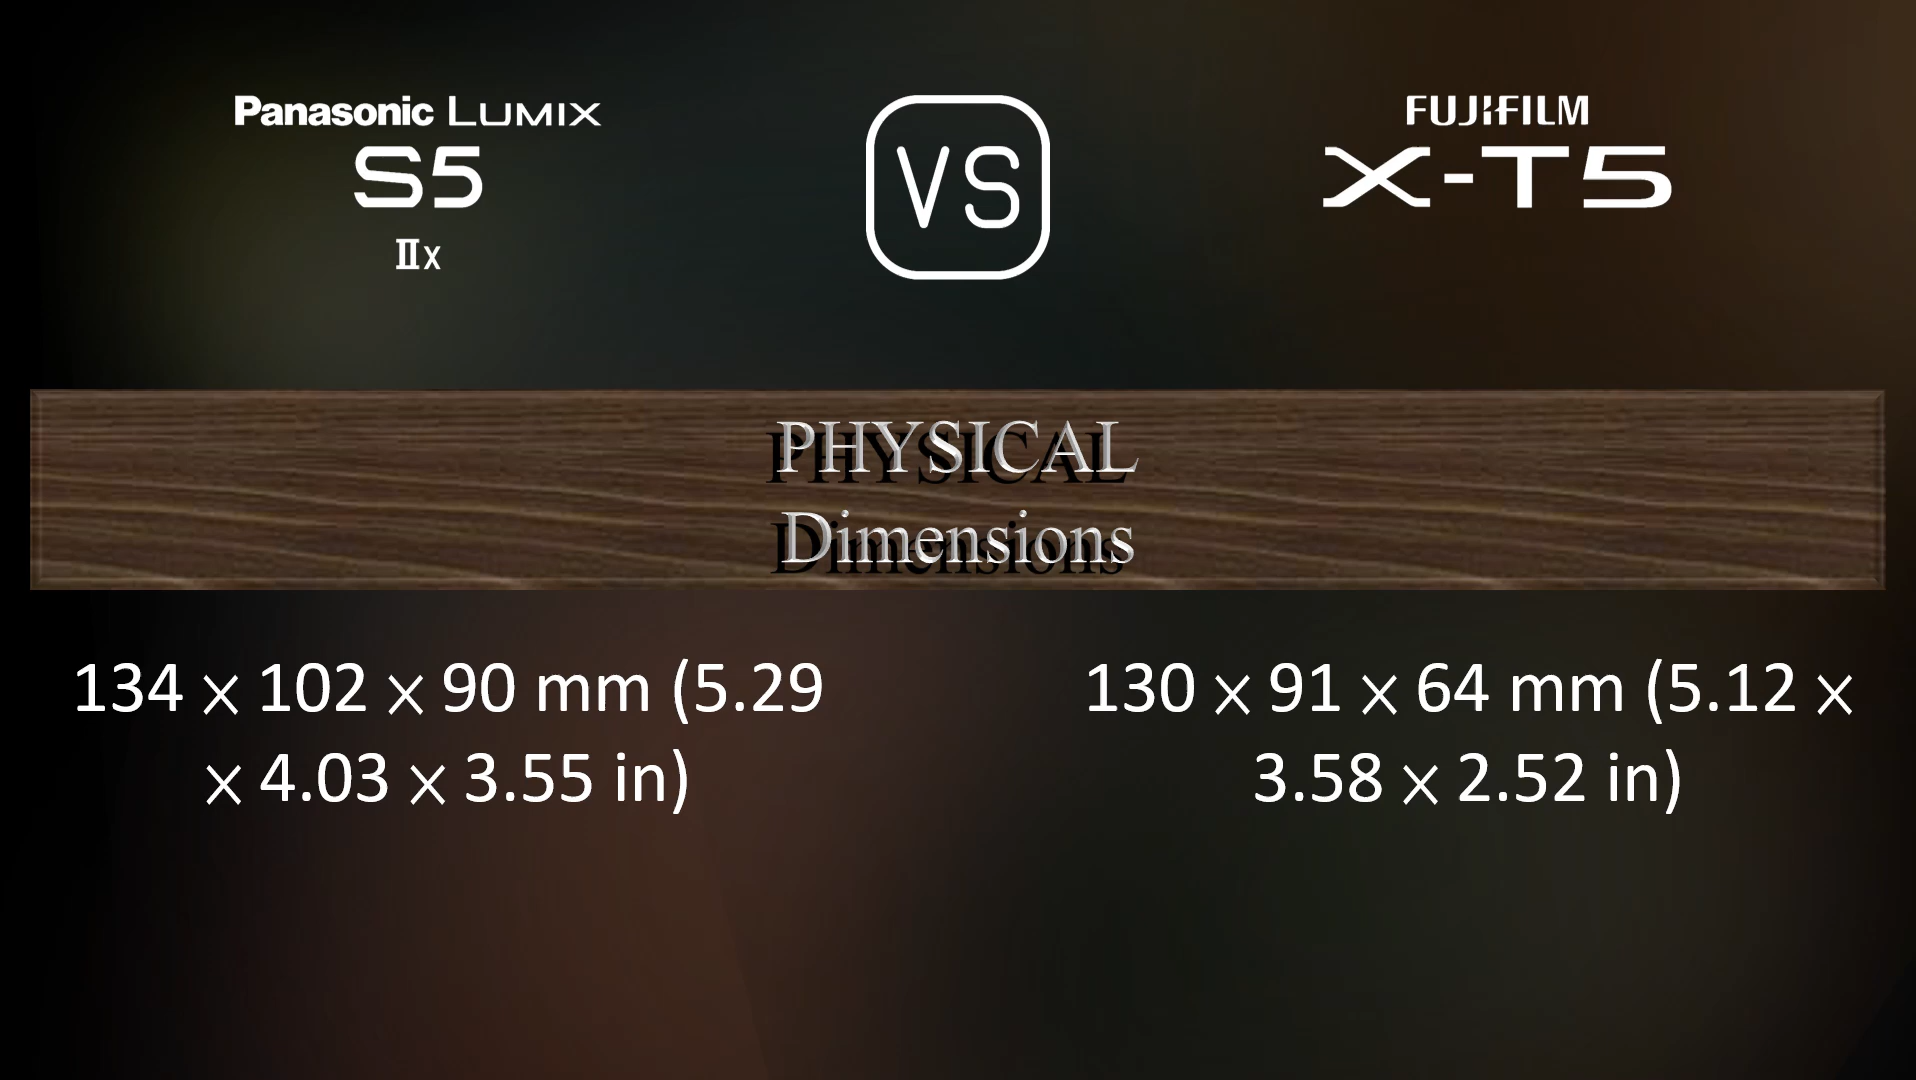 Panasonic LUMIX
S5
IIx
VS
FUJIFILM
X-T5
PHYSICAL
Dimensions
134 x 102 x 90 mm (5.29
x 4.03 x 3.55 in)
130 x 91 x 64 mm (5.12 x
3.58 x 2.52 in)